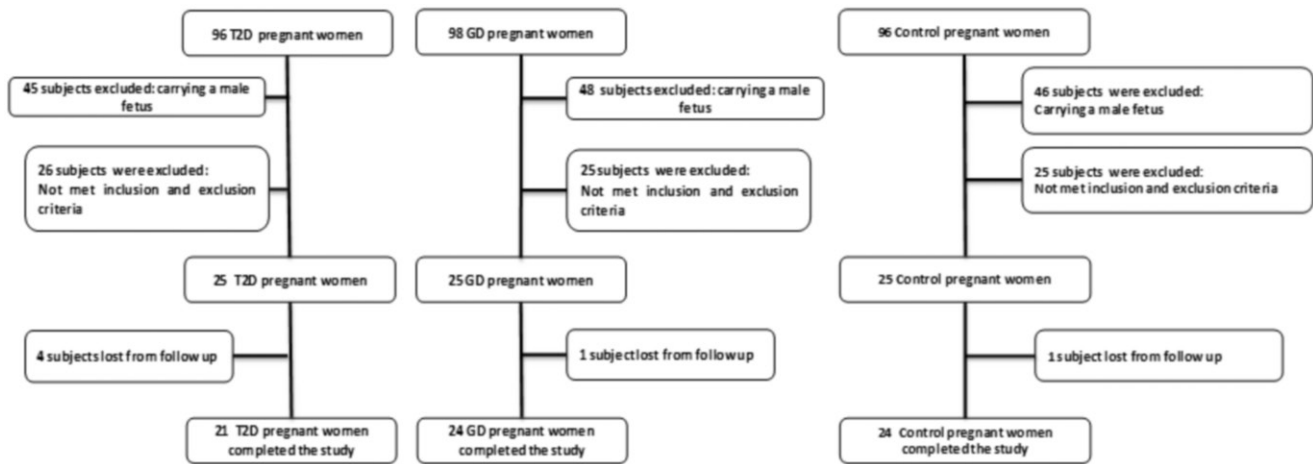 96 T2D pregnant women
45 subjects excluded: carrying a male
fetus
26 subjects were excluded:
Not met inclusion and exclusion
criteria
25 T2D pregnant women
4 subjects lost from follow up
21 T2D pregnant women
completed the study
98 GD pregnant women
48 subjects excluded: carrying a male
fetus
25 subjects were excluded:
Not met inclusion and exclusion
criteria
25 GD pregnant women
1 subject lost from follow up
24 GD pregnant women
completed the study
96 Control pregnant women
46 subjects were excluded:
Carrying a male fetus
25 subjects were excluded:
Not met inclusion and exclusion criteria
25 Control pregnant women
1 subject lost from follow up
24 Control pregnant women
completed the study